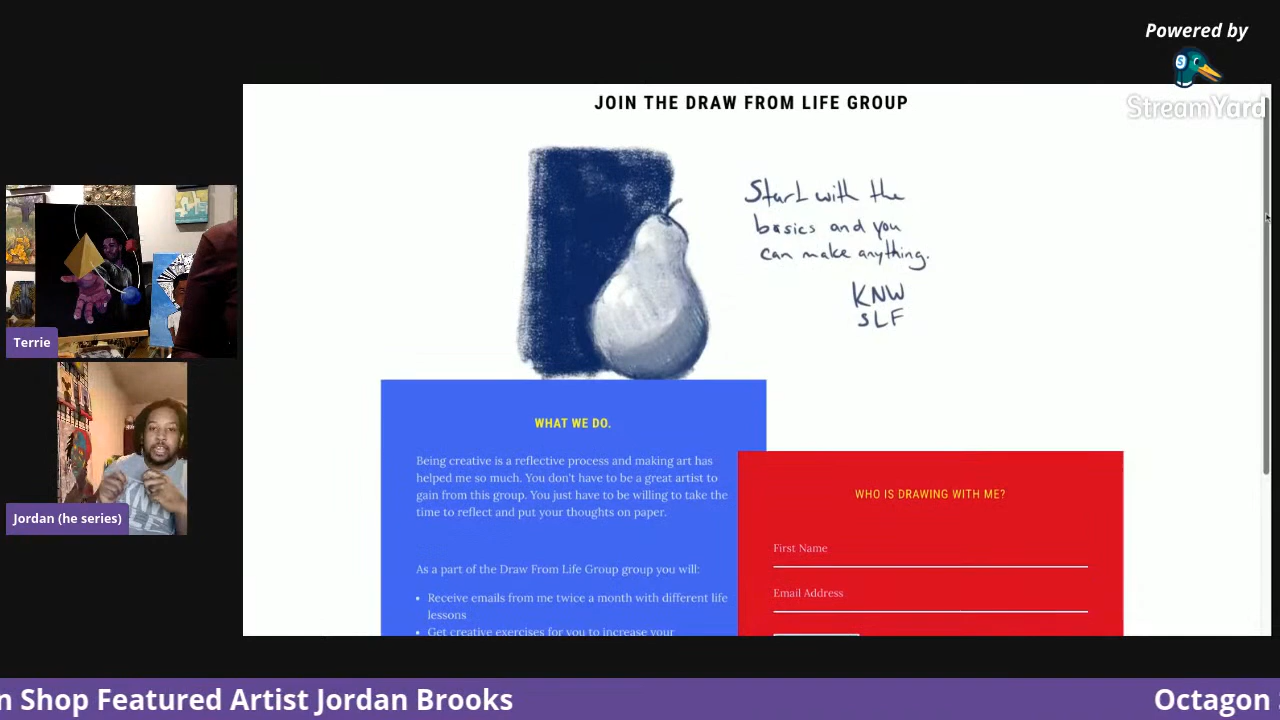 Powered by
StreamYard
JOIN THE DRAW FROM LIFE GROUP
Start with the
basics and you
can make anything.
KNW
SLF
Terrie
Jordan (he series)
WHAT WE DO.
Being creative is a reflective process and making art has
helped me so much. You don't have to be a great artist to
gain from this group. You just have to be willing to take the
time to reflect and put your thoughts on paper.
As a part of the Draw From Life Group group you will:
• Receive emails from me twice a month with different life
lessons
• Get creative exercises for you to increase your
WHO IS DRAWING WITH ME?
First Name
Email Address
n Shop Featured Artist Jordan Brooks
Octagon